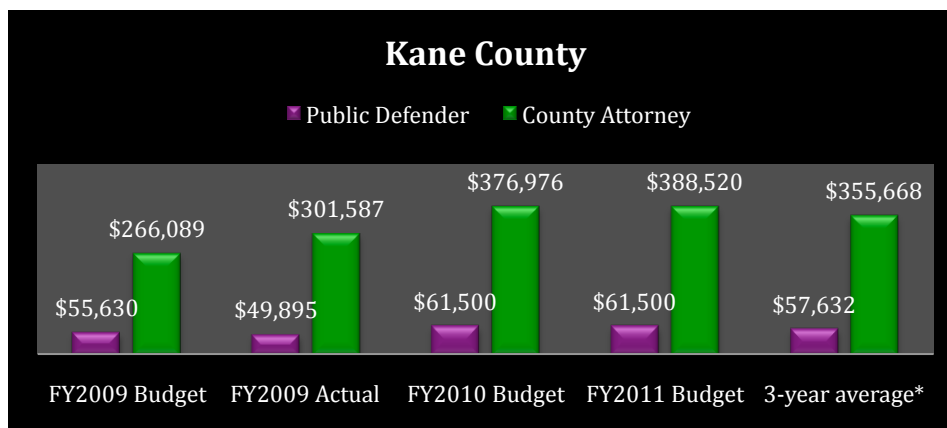 Kane County
Public Defender County Attorney
$266,089 $301,587 $376,976 $388,520 $355,668
$55,630 $49,895 $61,500 $61,500 $57,632
FY2009 Budget FY2009 Actual FY2010 Budget FY2011 Budget 3-year average*